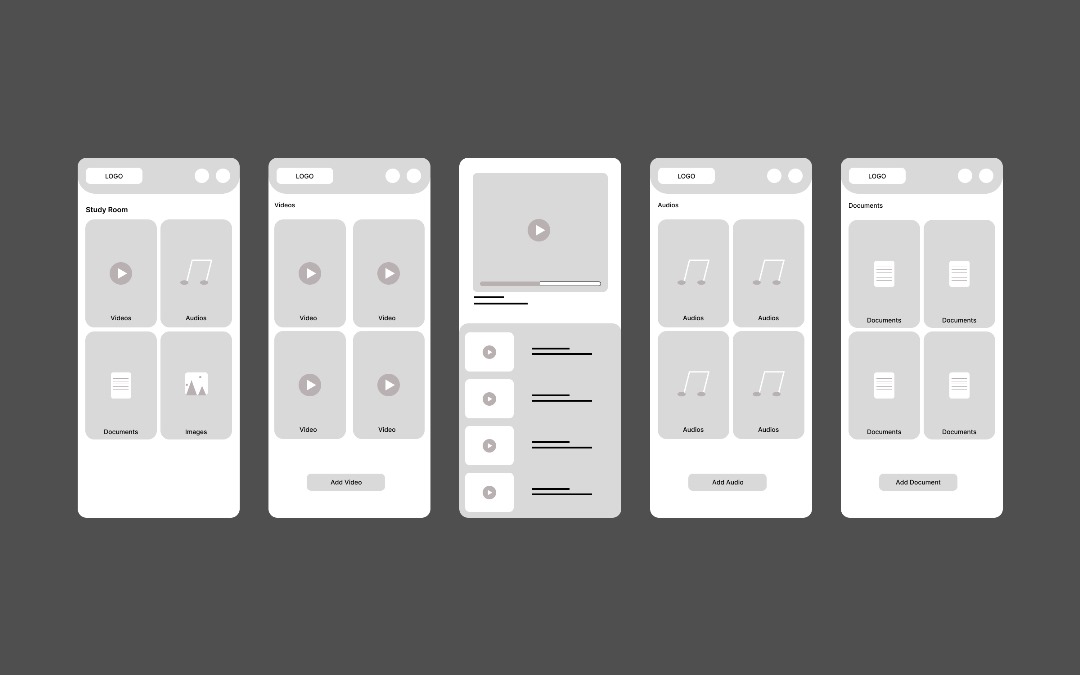 LOGO
Study Room
Videos
Audios
Documents
Images
LOGO
Videos
Video
Video
Video
Video
Add Video
LOGO
Audios
Audios
Audios
Audios
Audios
Add Audio
LOGO
Documents
Documents
Documents
Documents
Documents
Add Document